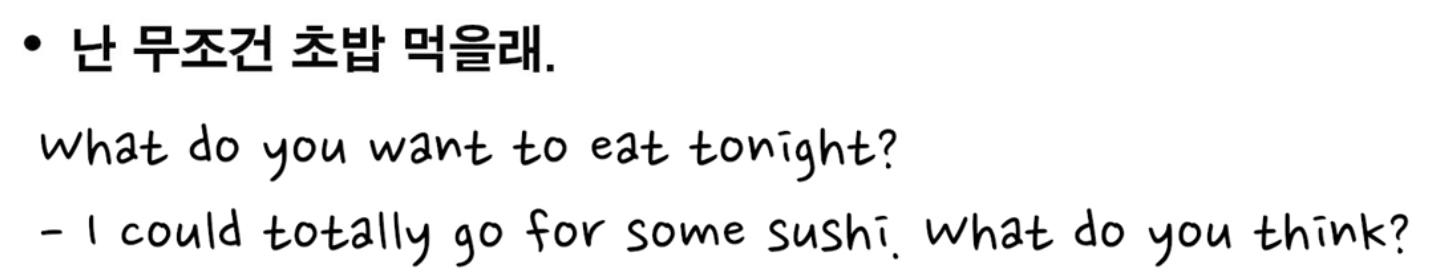 • 난 무조건 초밥 먹을래.
What do you want to eat tonight?
- I could totally go for some sushi. What do you think?